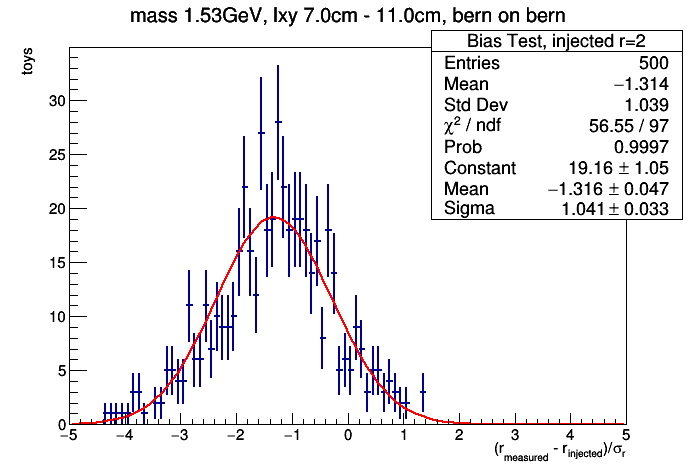 mass 1.53GeV, lxy 7.0cm - 11.0cm, bern on bern
toys
Bias Test, injected r=2
Entries 500
Mean −1.314
Std Dev 1.039
χ² / ndf 56.55 / 97
Prob 0.9997
Constant 19.16 ± 1.05
Mean −1.316 ± 0.047
Sigma 1.041 ± 0.033
30
25
20
15
10
5
0
−5 −4 −3 −2 −1 0 1 2 3 4 5
(r_measured - r_injected)/σ_r